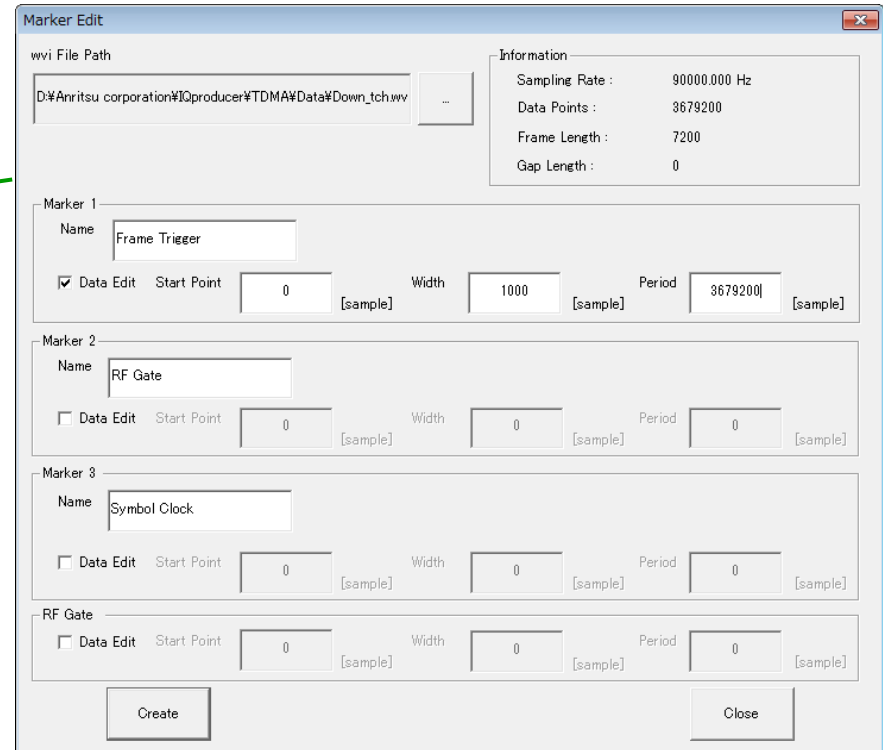 Marker Edit
wvi File Path
D:¥Anritsu corporation¥IQproducer¥TDMA¥Data¥Down_tch.wv
...
Information
Sampling Rate : 90000.000 Hz
Data Points : 3679200
Frame Length : 7200
Gap Length : 0
Marker 1
Name Frame Trigger
Data Edit Start Point 0 [sample] Width 1000 [sample] Period 3679200 [sample]
Marker 2
Name RF Gate
Data Edit Start Point 0 [sample] Width 0 [sample] Period 0 [sample]
Marker 3
Name Symbol Clock
Data Edit Start Point 0 [sample] Width 0 [sample] Period 0 [sample]
RF Gate
Data Edit Start Point 0 [sample] Width 0 [sample] Period 0 [sample]
Create Close